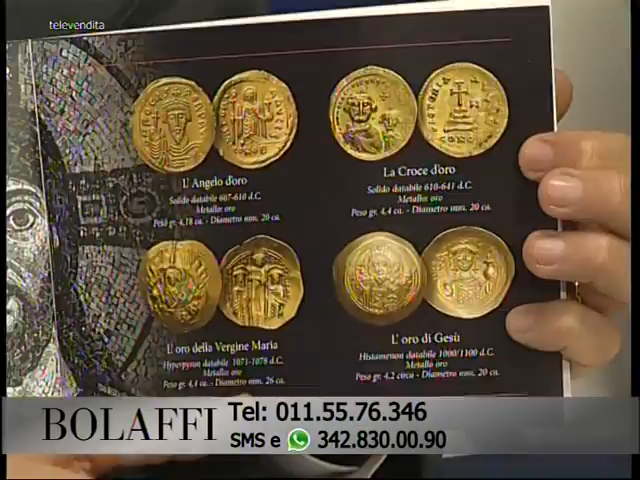 televendita
L'Angelo d'oro
Solido databile 607-610 d.C.
Metallo: oro
Peso gr. 4,18 ca. - Diametro mm. 20 ca.
La Croce d'oro
Solido databile 610-641 d.C.
Metallo: oro
Peso gr. 4,4 ca. - Diametro mm. 20 ca.
L'oro della Vergine Maria
Hyperpyron databile 1071-1078 d.C.
Metallo: oro
Peso gr. 4,4 ca. - Diametro mm. 26 ca.
L'oro di Gesù
Histamenon databile 1000/1100 d.C.
Metallo oro
Peso gr. 4,2 circa - Diametro mm. 20 ca.
BOLAFFI
Tel: 011.55.76.346
SMS e 342.830.00.90